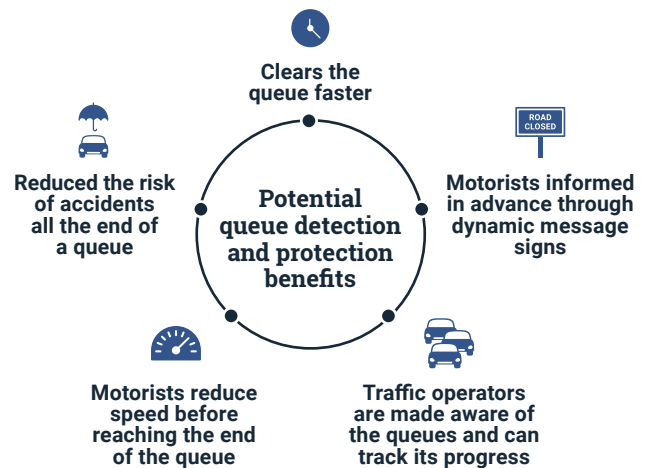 Clears the
queue faster
ROAD
CLOSED
Reduced the risk
of accidents
all the end of
a queue
Potential
queue detection
and protection
benefits
Motorists informed
in advance through
dynamic message
signs
Motorists reduce
speed before
reaching the end
of the queue
Traffic operators
are made aware of
the queues and can
track its progress